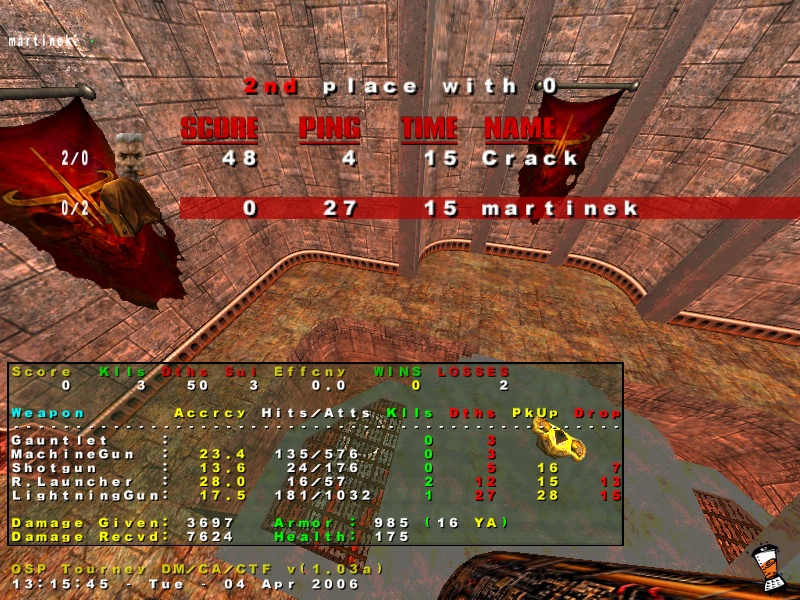 martinek:
2nd place with 0
SCORE PING TIME NAME
2/0 48 4 15 Crack
0/2 0 27 15 martinek
Score Klls Dths Sui Effcny WINS LOSSES
0 3 50 3 0.0 0 2
Weapon Accrcy Hits/Atts Klls Dths PkUp Drop
Gauntlet : 0 3
MachineGun : 23.4 135/576 0 3
Shotgun : 13.6 24/176 0 5 16 7
R.Launcher : 28.0 16/57 2 12 15 13
LightningGun: 17.5 181/1032 1 27 28 15
Damage Given: 3697 Armor : 985 (16 YA)
Damage Recvd: 7624 Health: 175
OSP Tourney DM/CA/CTF v(1.03a)
13:15:45 - Tue - 04 Apr 2006